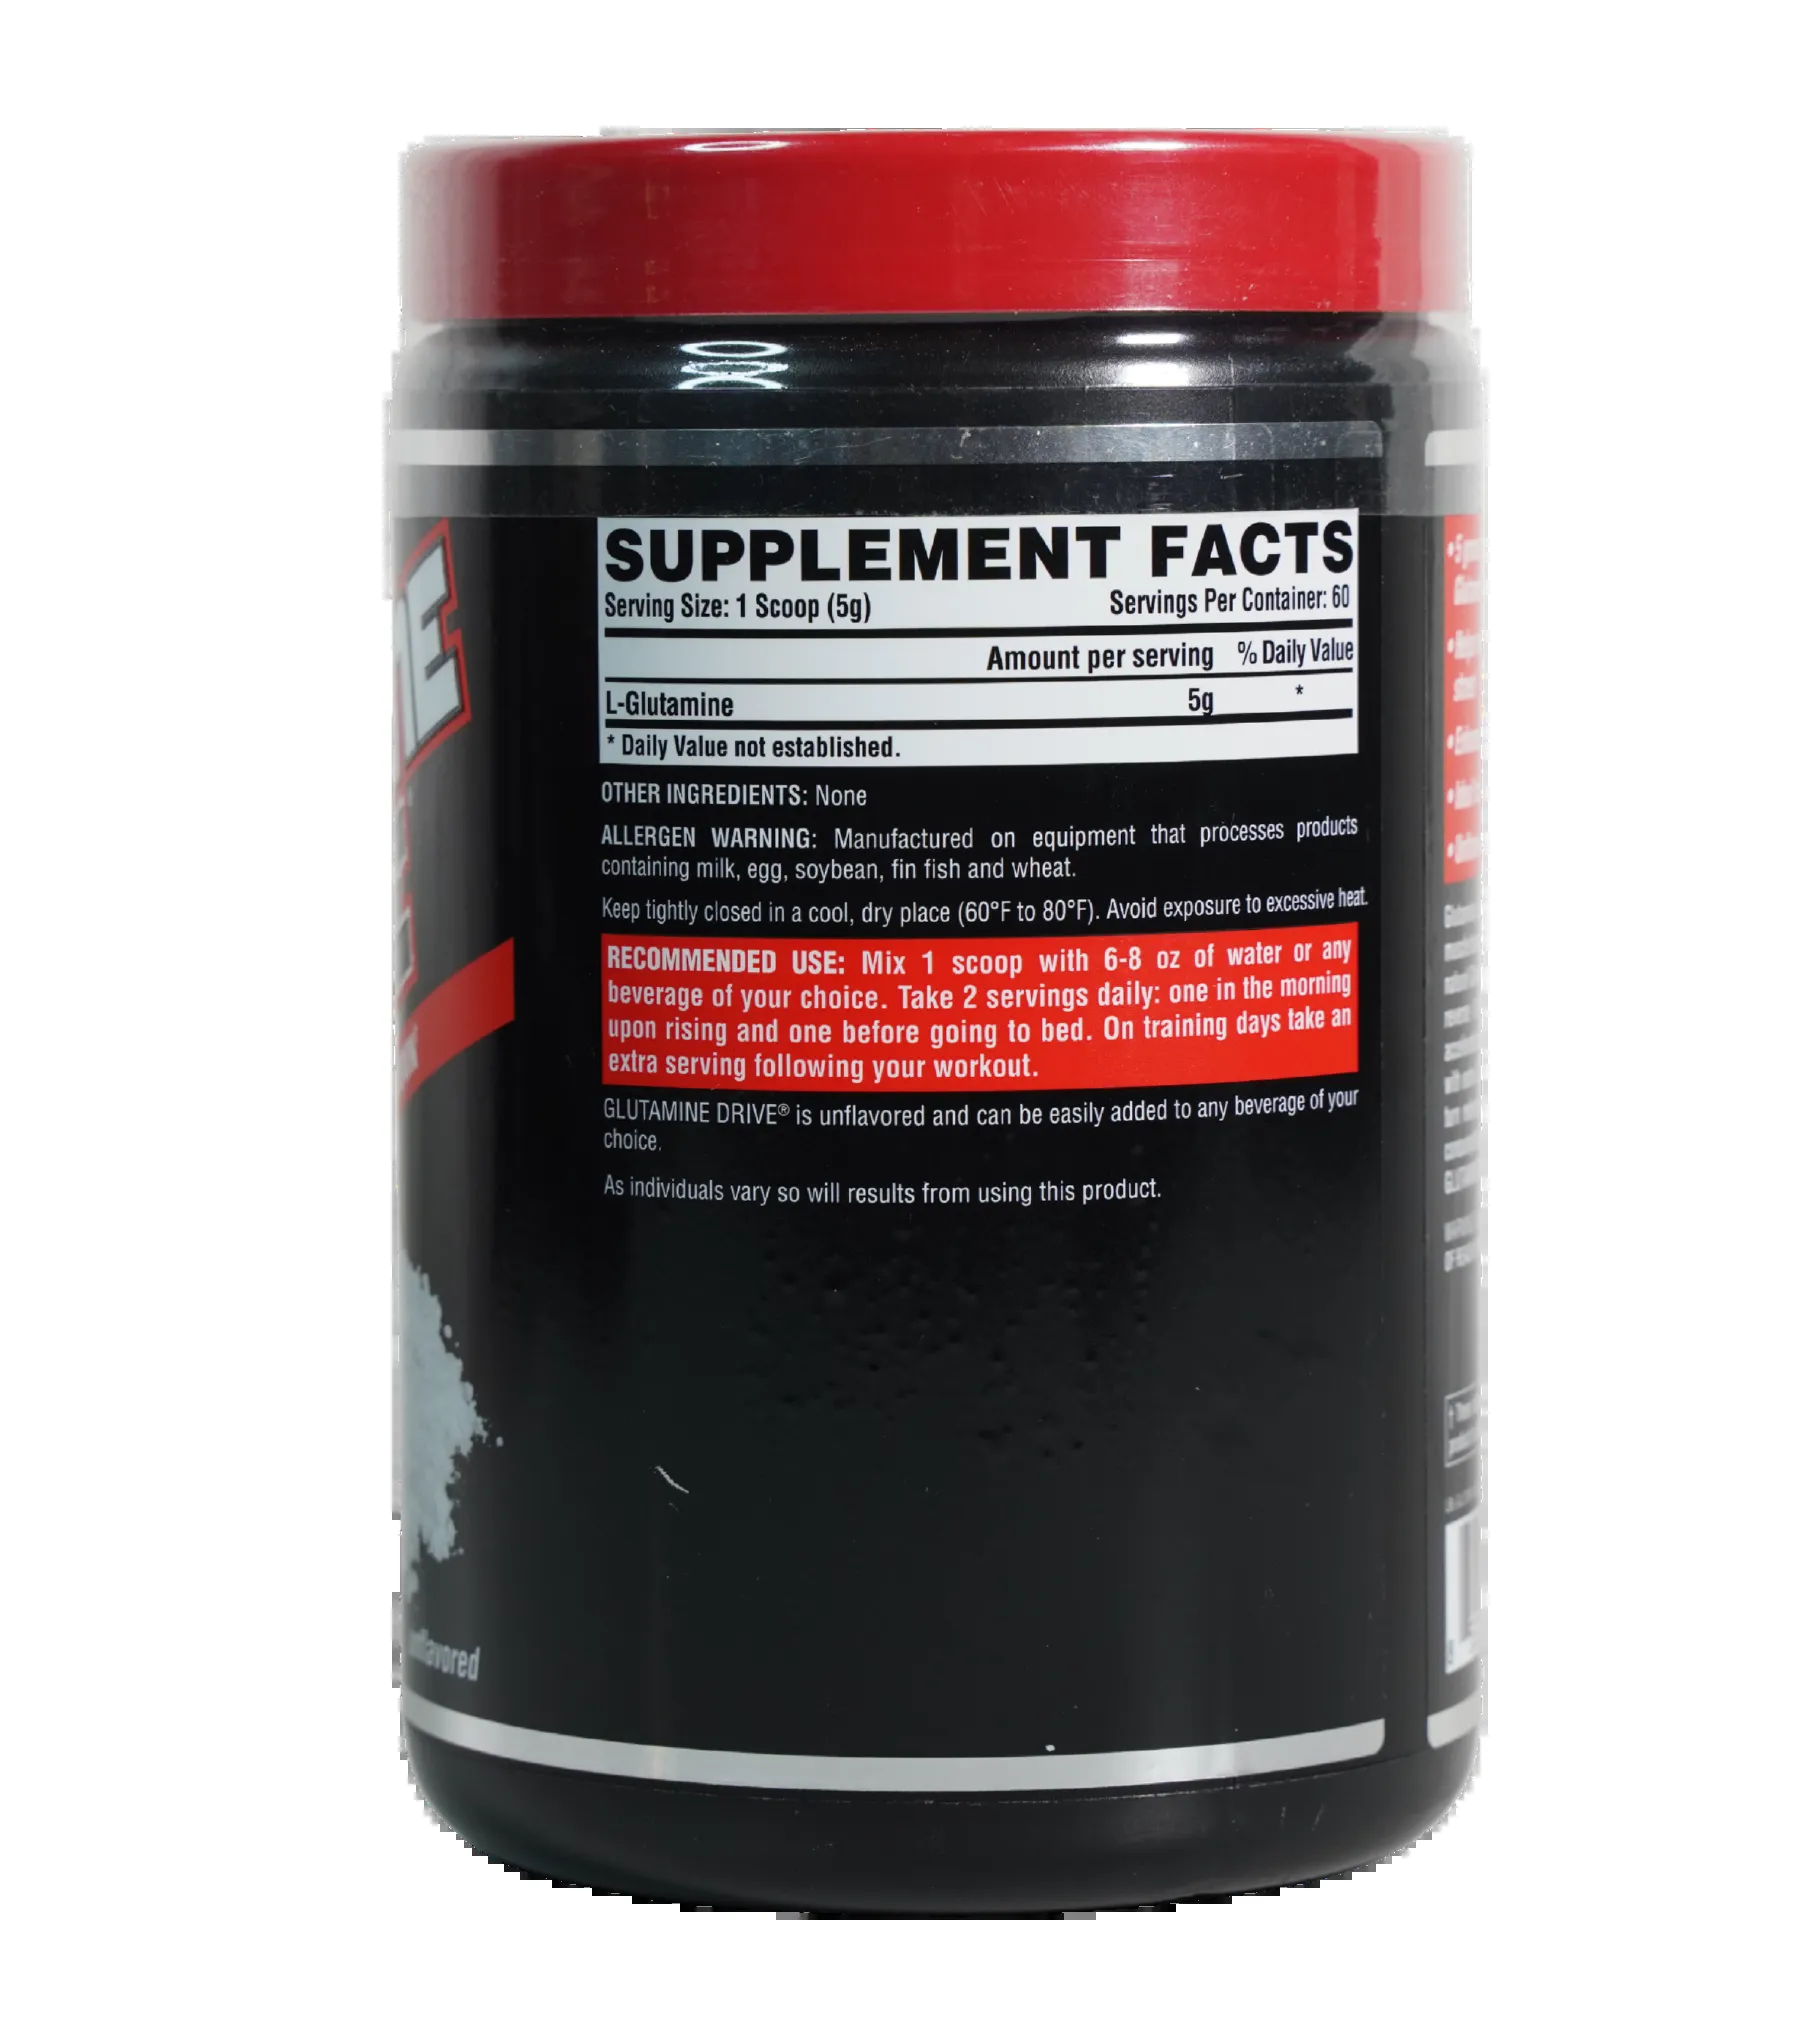 SUPPLEMENT FACTS
Serving Size: 1 Scoop (5g) Servings Per Container: 60
Amount per serving % Daily Value
L-Glutamine 5g *
* Daily Value not established.
OTHER INGREDIENTS: None
ALLERGEN WARNING: Manufactured on equipment that processes products
containing milk, egg, soybean, fin fish and wheat.
Keep tightly closed in a cool, dry place (60°F to 80°F). Avoid exposure to excessive heat.
RECOMMENDED USE: Mix 1 scoop with 6-8 oz of water or any
beverage of your choice. Take 2 servings daily: one in the morning
upon rising and one before going to bed. On training days take an
extra serving following your workout.
GLUTAMINE DRIVE® is unflavored and can be easily added to any beverage of your
choice.
As individuals vary so will results from using this product.
unflavored